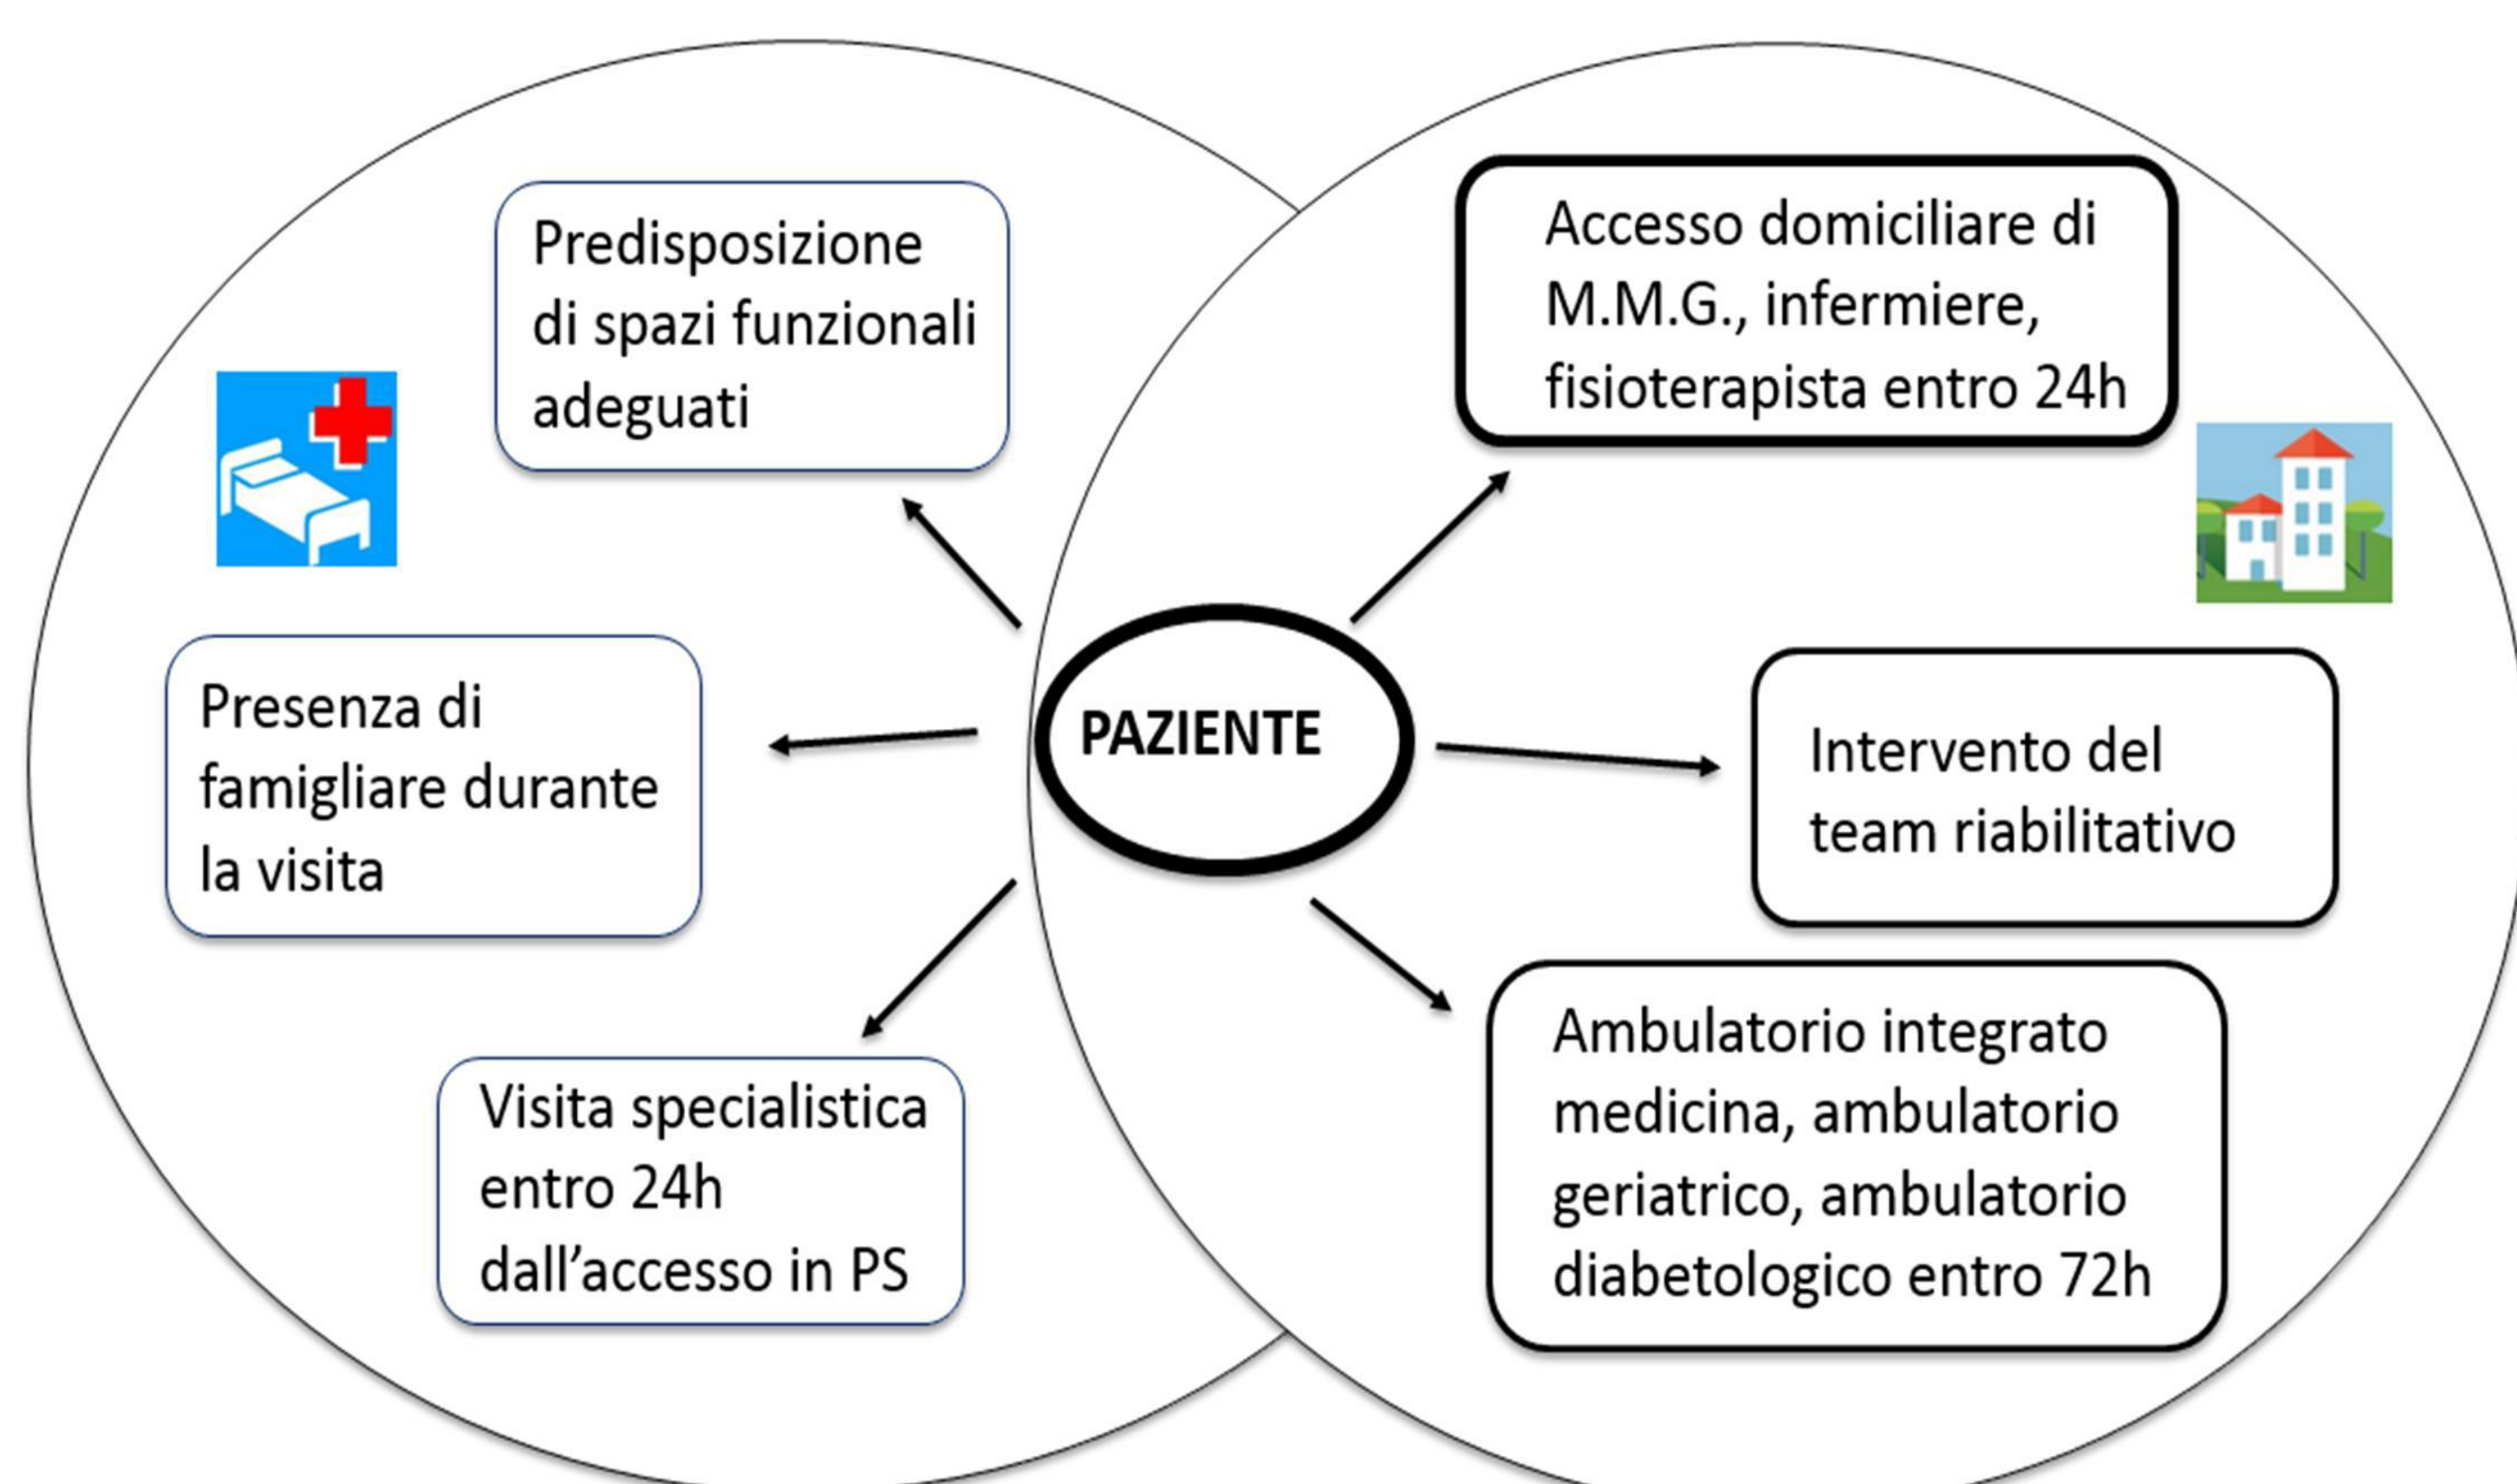 Predisposizione
di spazi funzionali
adeguati
Presenza di
famigliare durante
la visita
Visita specialistica
entro 24h
dall’accesso in PS
PAZIENTE
Accesso domiciliare di
M.M.G., infermiere,
fisioterapista entro 24h
Intervento del
team riabilitativo
Ambulatorio integrato
medicina, ambulatorio
geriatrico, ambulatorio
diabetologico entro 72h